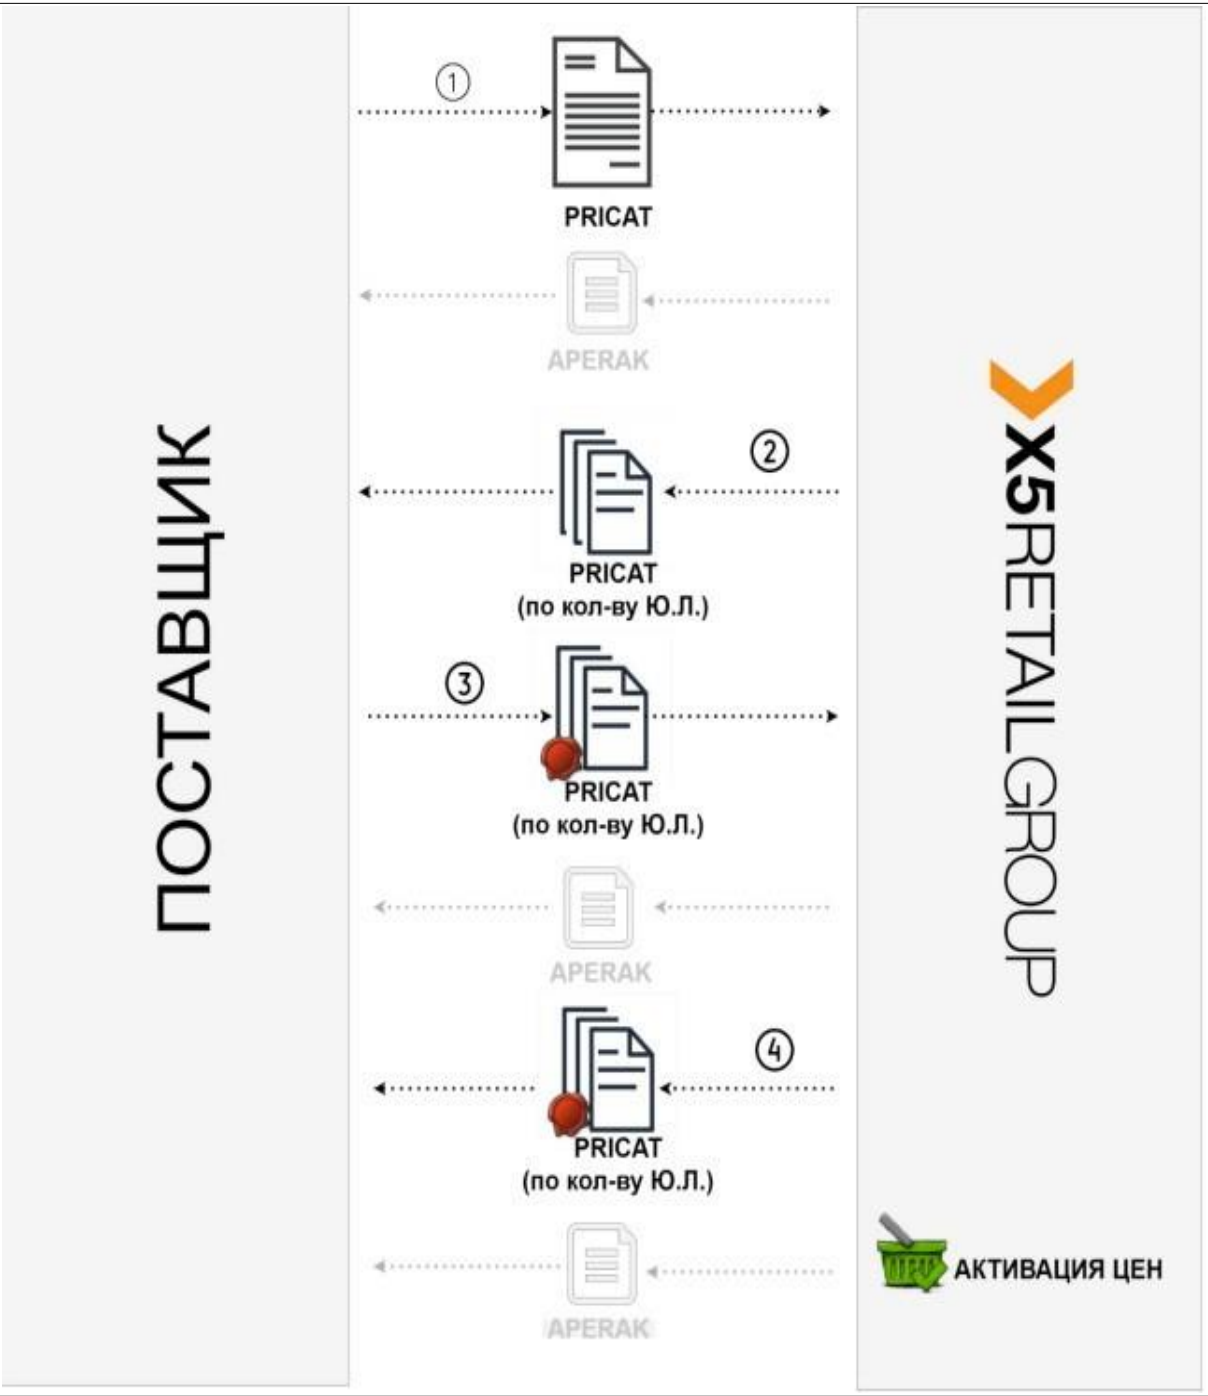 1
PRICAT
APERAK
ПОСТАВЩИК
X5RETAILGROUP
2
PRICAT
(по кол-ву Ю.Л.)
3
PRICAT
(по кол-ву Ю.Л.)
APERAK
4
PRICAT
(по кол-ву Ю.Л.)
АКТИВАЦИЯ ЦЕН
APERAK